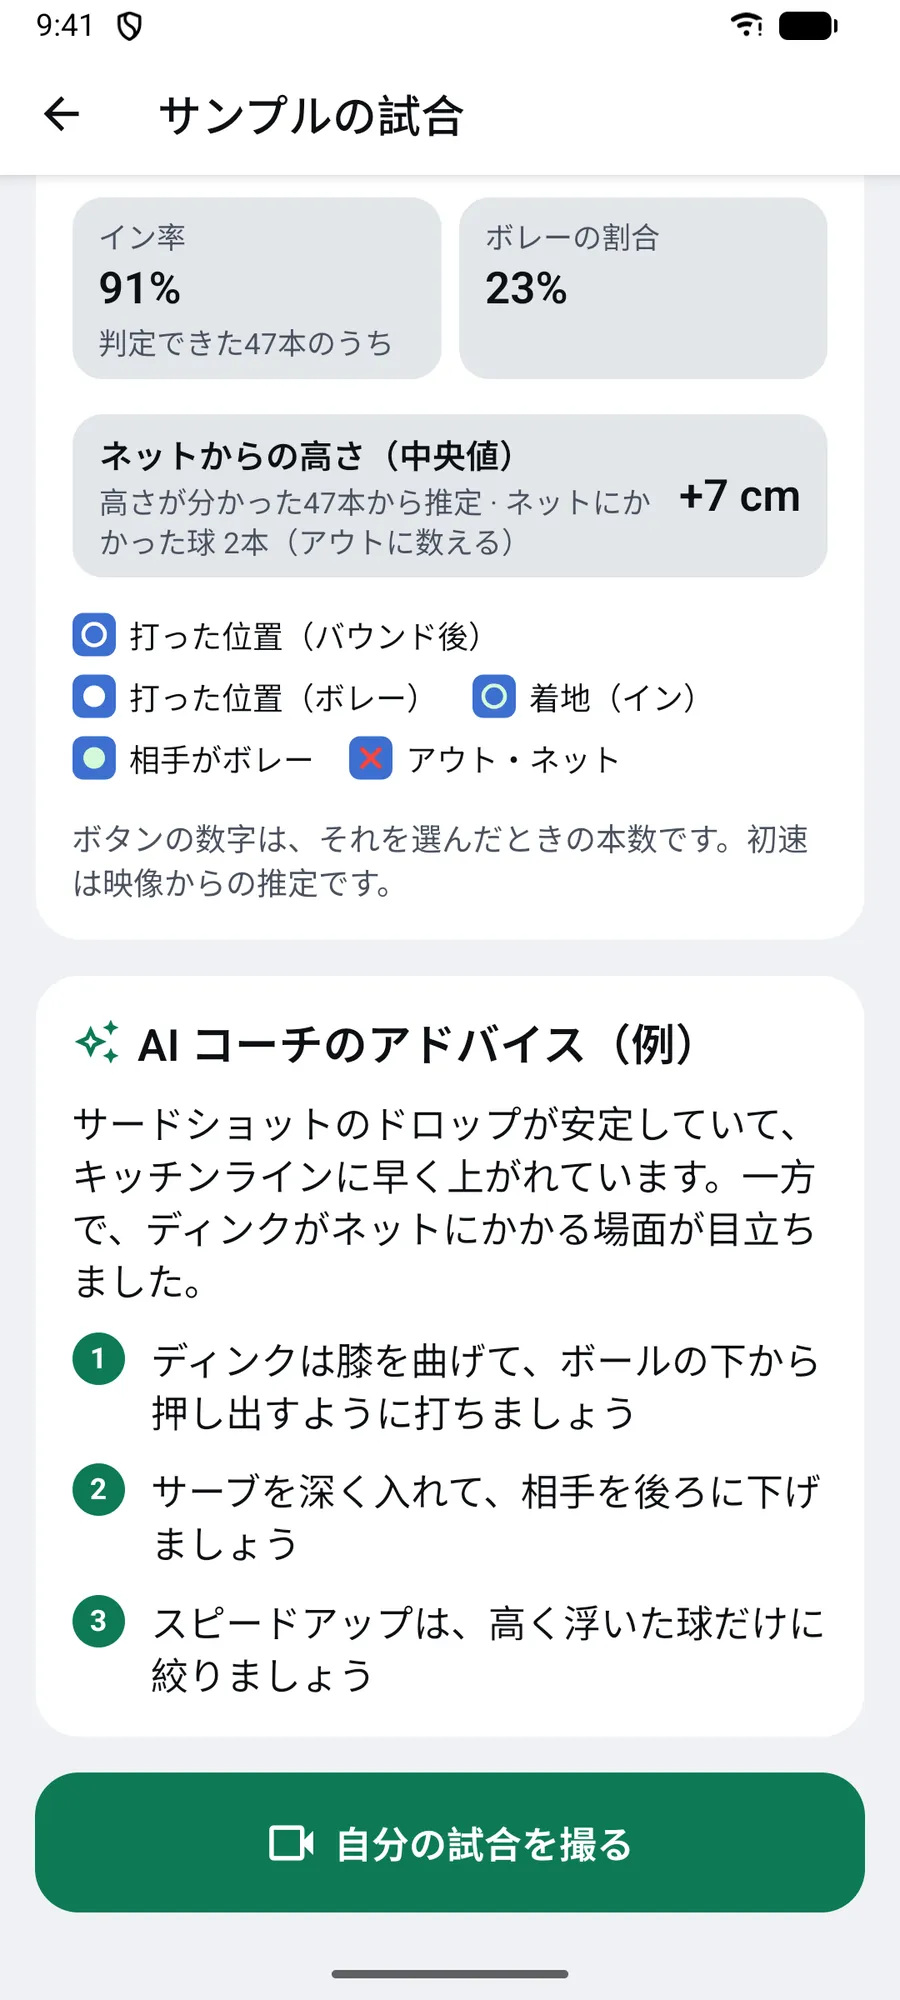 9:41
サンプルの試合
イン率
91%
判定できた47本のうち
ボレーの割合
23%
ネットからの高さ（中央値）
高さが分かった47本から推定 · ネットにか
かった球 2本（アウトに数える）
+7 cm
打った位置（バウンド後）
打った位置（ボレー）
着地（イン）
相手がボレー
アウト・ネット
ボタンの数字は、それを選んだときの本数です。初速
は映像からの推定です。
AI コーチのアドバイス（例）
サードショットのドロップが安定していて、
キッチンラインに早く上がれています。一方
で、ディンクがネットにかかる場面が目立ち
ました。
1 ディンクは膝を曲げて、ボールの下から
押し出すように打ちましょう
2 サーブを深く入れて、相手を後ろに下げ
ましょう
3 スピードアップは、高く浮いた球だけに
絞りましょう
自分の試合を撮る